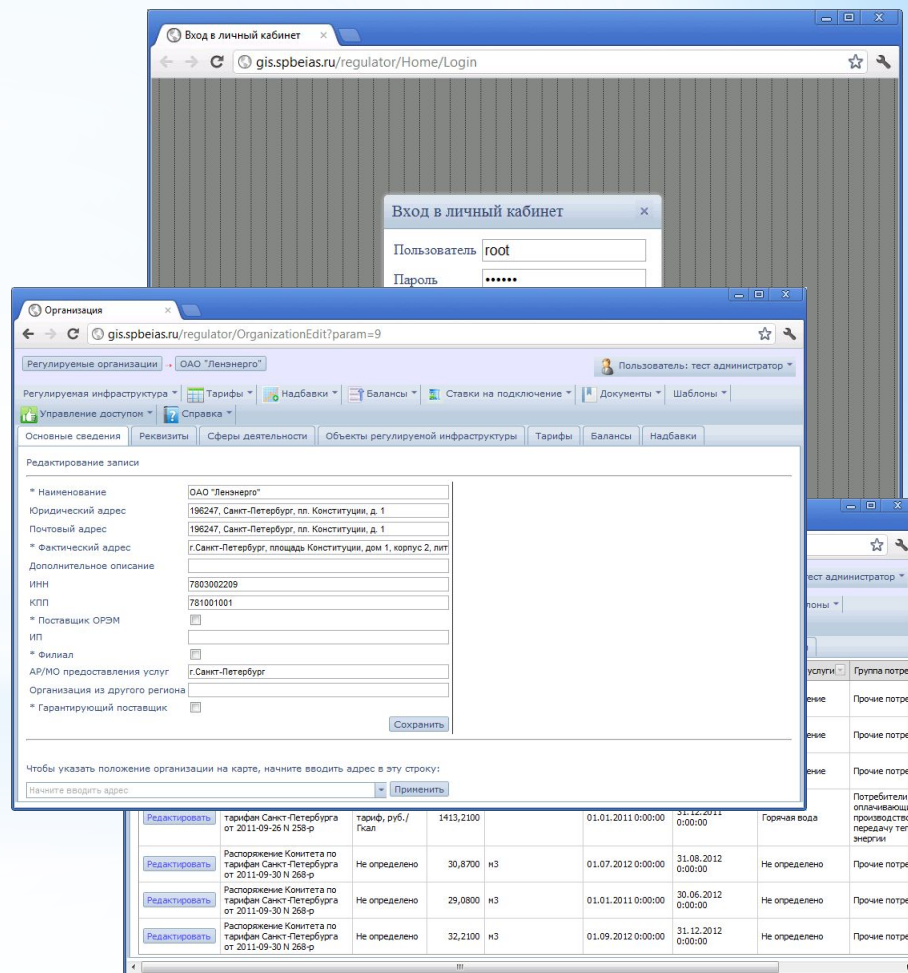 Вход в личный кабинет
gis.spbeias.ru/regulator/Home/Login
Вход в личный кабинет
Пользователь root
Пароль ••••••
Организация
gis.spbeias.ru/regulator/OrganizationEdit?param=9
Регулируемые организации → ОАО "Ленэнерго"
Пользователь: тест администратор
Регулируемая инфраструктура Тарифы Надбавки Балансы Ставки на подключение Документы Шаблоны
Управление доступом Справка
Основные сведения Реквизиты Сферы деятельности Объекты регулируемой инфраструктуры Тарифы Балансы Надбавки
Редактирование записи
* Наименование ОАО "Ленэнерго"
Юридический адрес 196247, Санкт-Петербург, пл. Конституции, д. 1
Почтовый адрес 196247, Санкт-Петербург, пл. Конституции, д. 1
* Фактический адрес г.Санкт-Петербург, площадь Конституции, дом 1, корпус 2, лит
Дополнительное описание
ИНН 7803002209
КПП 781001001
* Поставщик ОРЭМ
ИП
* Филиал
АР/МО предоставления услуг г.Санкт-Петербург
Организация из другого региона
* Гарантирующий поставщик
Сохранить
Чтобы указать положение организации на карте, начните вводить адрес в эту строку:
Начните вводить адрес Применить
тест администратор
лоны
услуги Группа потре
ение Прочие потре
ение Прочие потре
ение Прочие потре
Редактировать
тарифам Санкт-Петербурга
от 2011-09-26 N 258-р
тариф, руб./
Гкал
1413,2100
01.01.2011 0:00:00
31.12.2011
0:00:00
Горячая вода
Потребители
оплачивающи
производство
передачу теп
энергии
Редактировать
Распоряжение Комитета по
тарифам Санкт-Петербурга
от 2011-09-30 N 268-р
Не определено
30,8700 м3
01.07.2012 0:00:00
31.08.2012
0:00:00
Не определено
Прочие потре
Редактировать
Распоряжение Комитета по
тарифам Санкт-Петербурга
от 2011-09-30 N 268-р
Не определено
29,0800 м3
01.01.2011 0:00:00
30.06.2012
0:00:00
Не определено
Прочие потре
Редактировать
Распоряжение Комитета по
тарифам Санкт-Петербурга
от 2011-09-30 N 268-р
Не определено
32,2100 м3
01.09.2012 0:00:00
31.12.2012
0:00:00
Не определено
Прочие потре